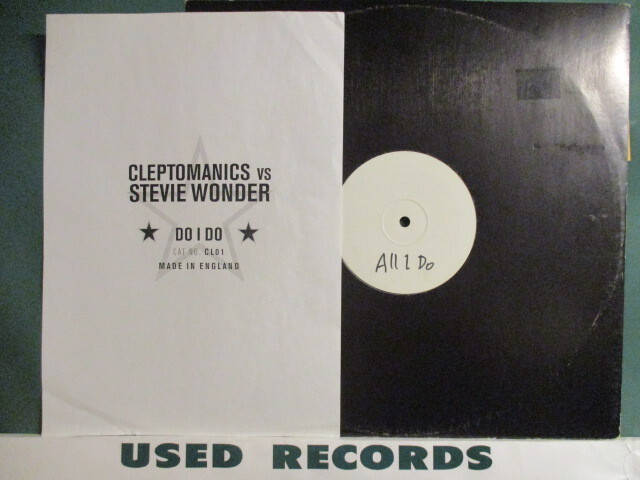 CLEPTOMANICS VS
STEVIE WONDER
★ DO I DO ★
CAT NO. CL01
MADE IN ENGLAND
All I Do
USED RECORDS